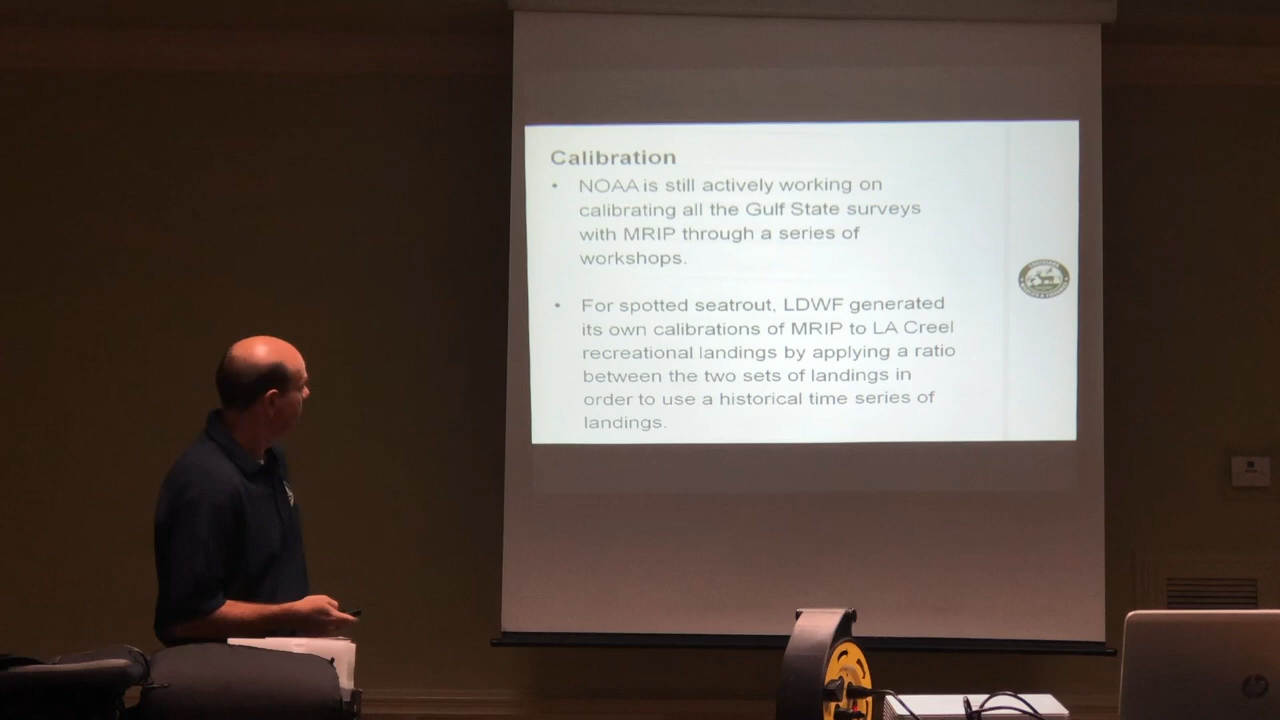 Calibration
• NOAA is still actively working on
calibrating all the Gulf State surveys
with MRIP through a series of
workshops.
• For spotted seatrout, LDWF generated
its own calibrations of MRIP to LA Creel
recreational landings by applying a ratio
between the two sets of landings in
order to use a historical time series of
landings.
LOUISIANA
hp